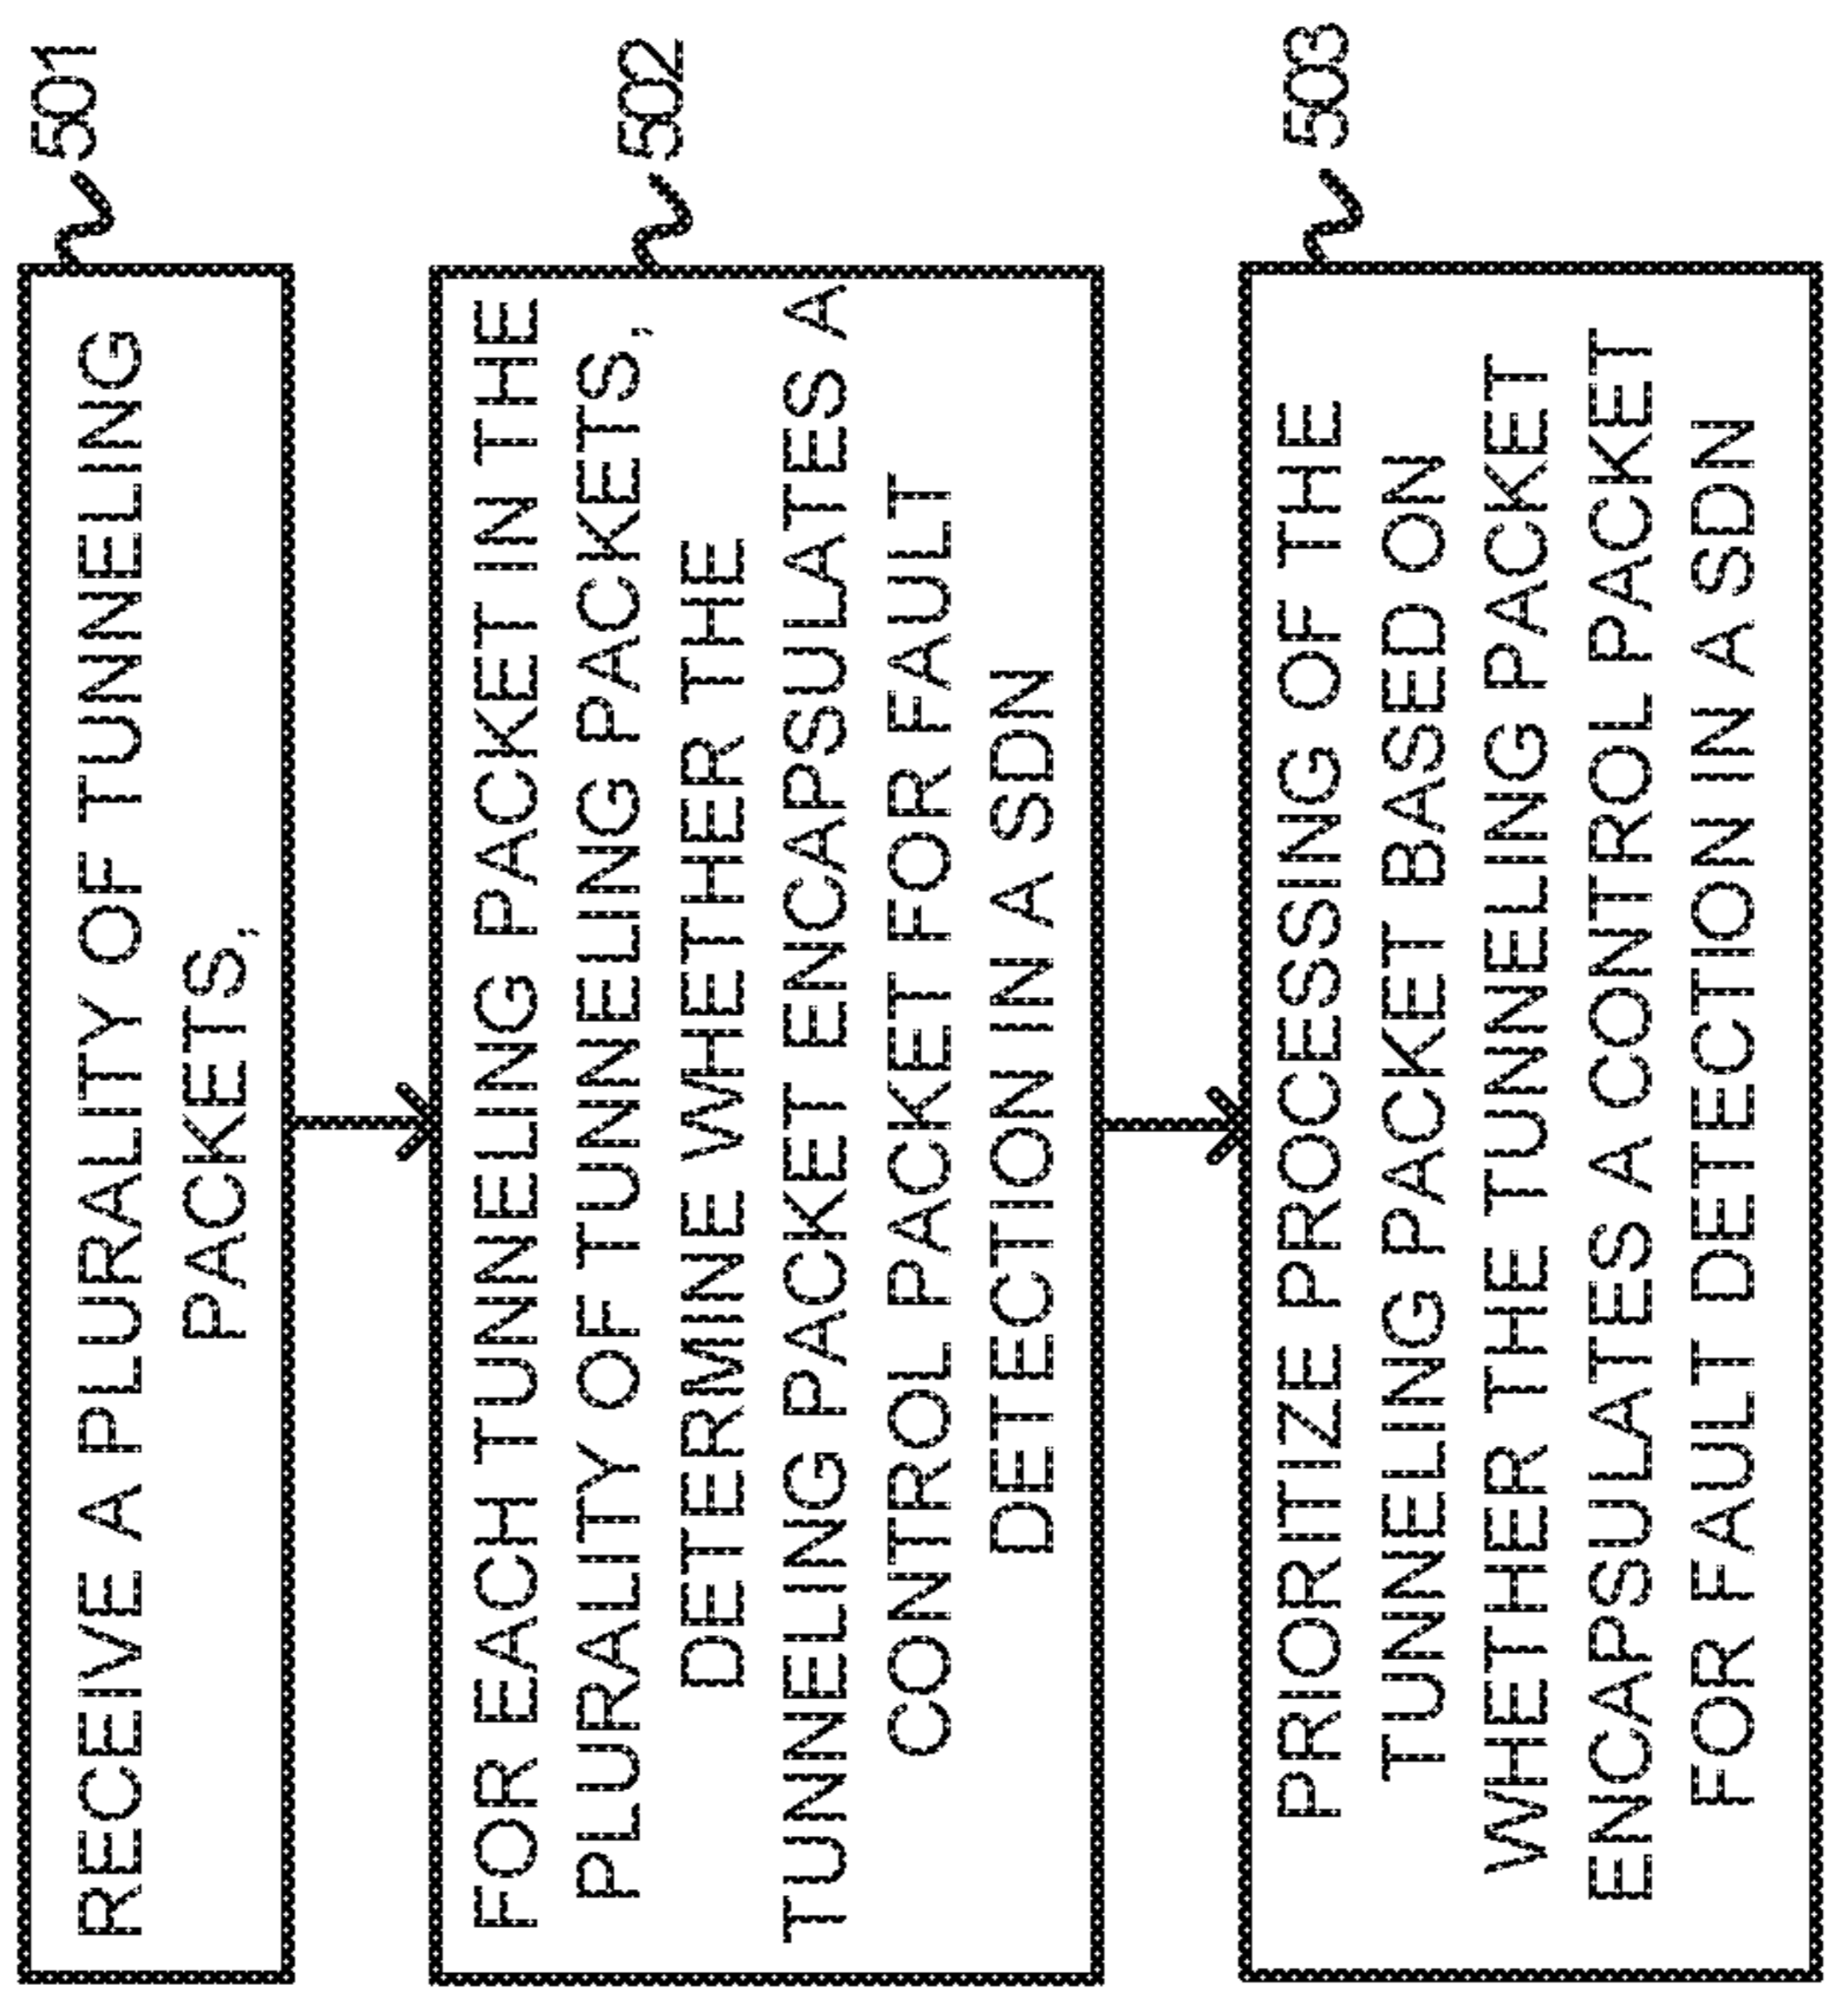 501
RECEIVE A PLURALITY OF TUNNELING
PACKETS,
502
FOR EACH TUNNELING PACKET IN THE
PLURALITY OF TUNNELING PACKETS,
DETERMINE WHETHER THE
TUNNELING PACKET ENCAPSULATES A
CONTROL PACKET FOR FAULT
DETECTION IN A SDN
503
PRIORITIZE PROCESSING OF THE
TUNNELING PACKET BASED ON
WHETHER THE TUNNELING PACKET
ENCAPSULATES A CONTROL PACKET
FOR FAULT DETECTION IN A SDN